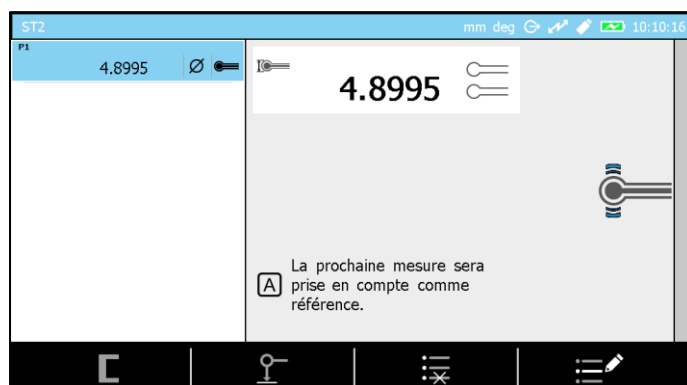 ST2
mm deg 10:10:16
P1
4.8995 Ø
4.8995
A
La prochaine mesure sera
prise en compte comme
référence.